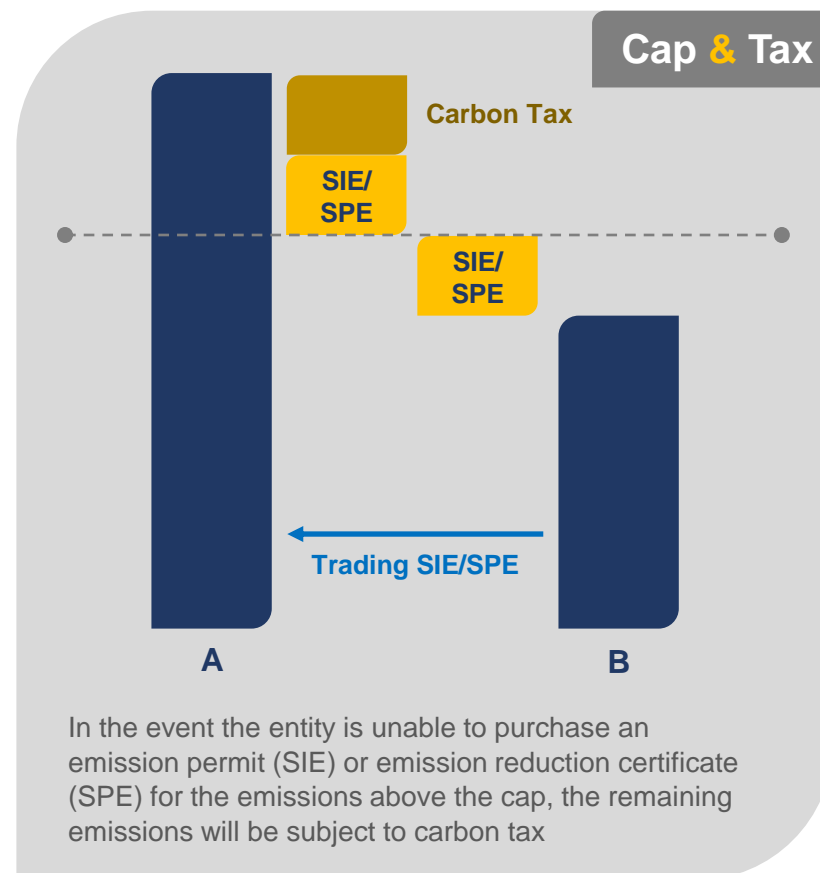 Cap & Tax
Carbon Tax
SIE/
SPE
SIE/
SPE
Trading SIE/SPE
A
B
In the event the entity is unable to purchase an
emission permit (SIE) or emission reduction certificate
(SPE) for the emissions above the cap, the remaining
emissions will be subject to carbon tax